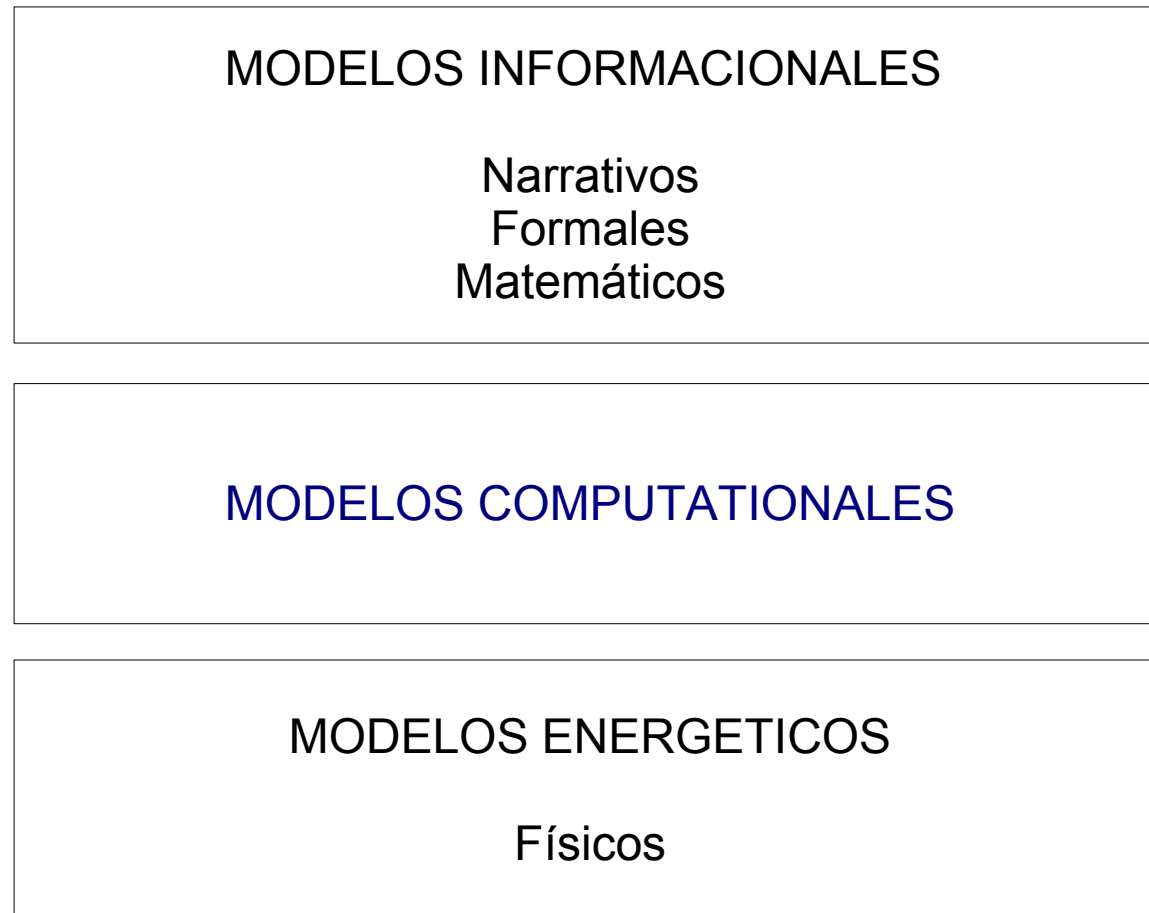 MODELOS INFORMACIONALES
Narrativos
Formales
Matemáticos
MODELOS COMPUTATIONALES
MODELOS ENERGETICOS
Físicos